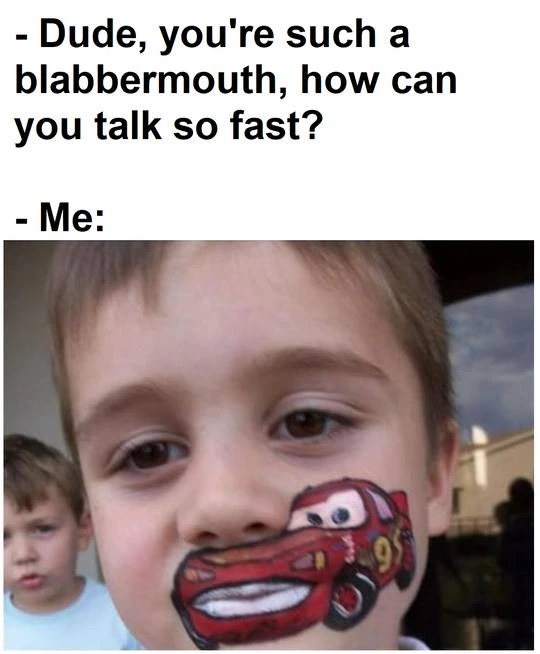 - Dude, you're such a
blabbermouth, how can
you talk so fast?
- Me:
95